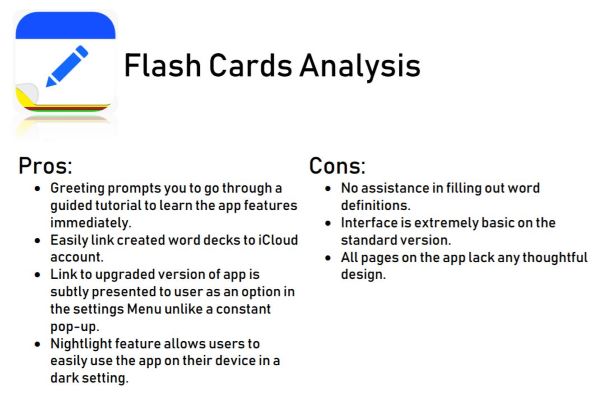 Flash Cards Analysis
Pros:
• Greeting prompts you to go through a
guided tutorial to learn the app features
immediately.
• Easily link created word decks to iCloud
account.
• Link to upgraded version of app is
subtly presented to user as an option in
the settings Menu unlike a constant
pop-up.
• Nightlight feature allows users to
easily use the app on their device in a
dark setting.
Cons:
• No assistance in filling out word
definitions.
• Interface is extremely basic on the
standard version.
• All pages on the app lack any thoughtful
design.